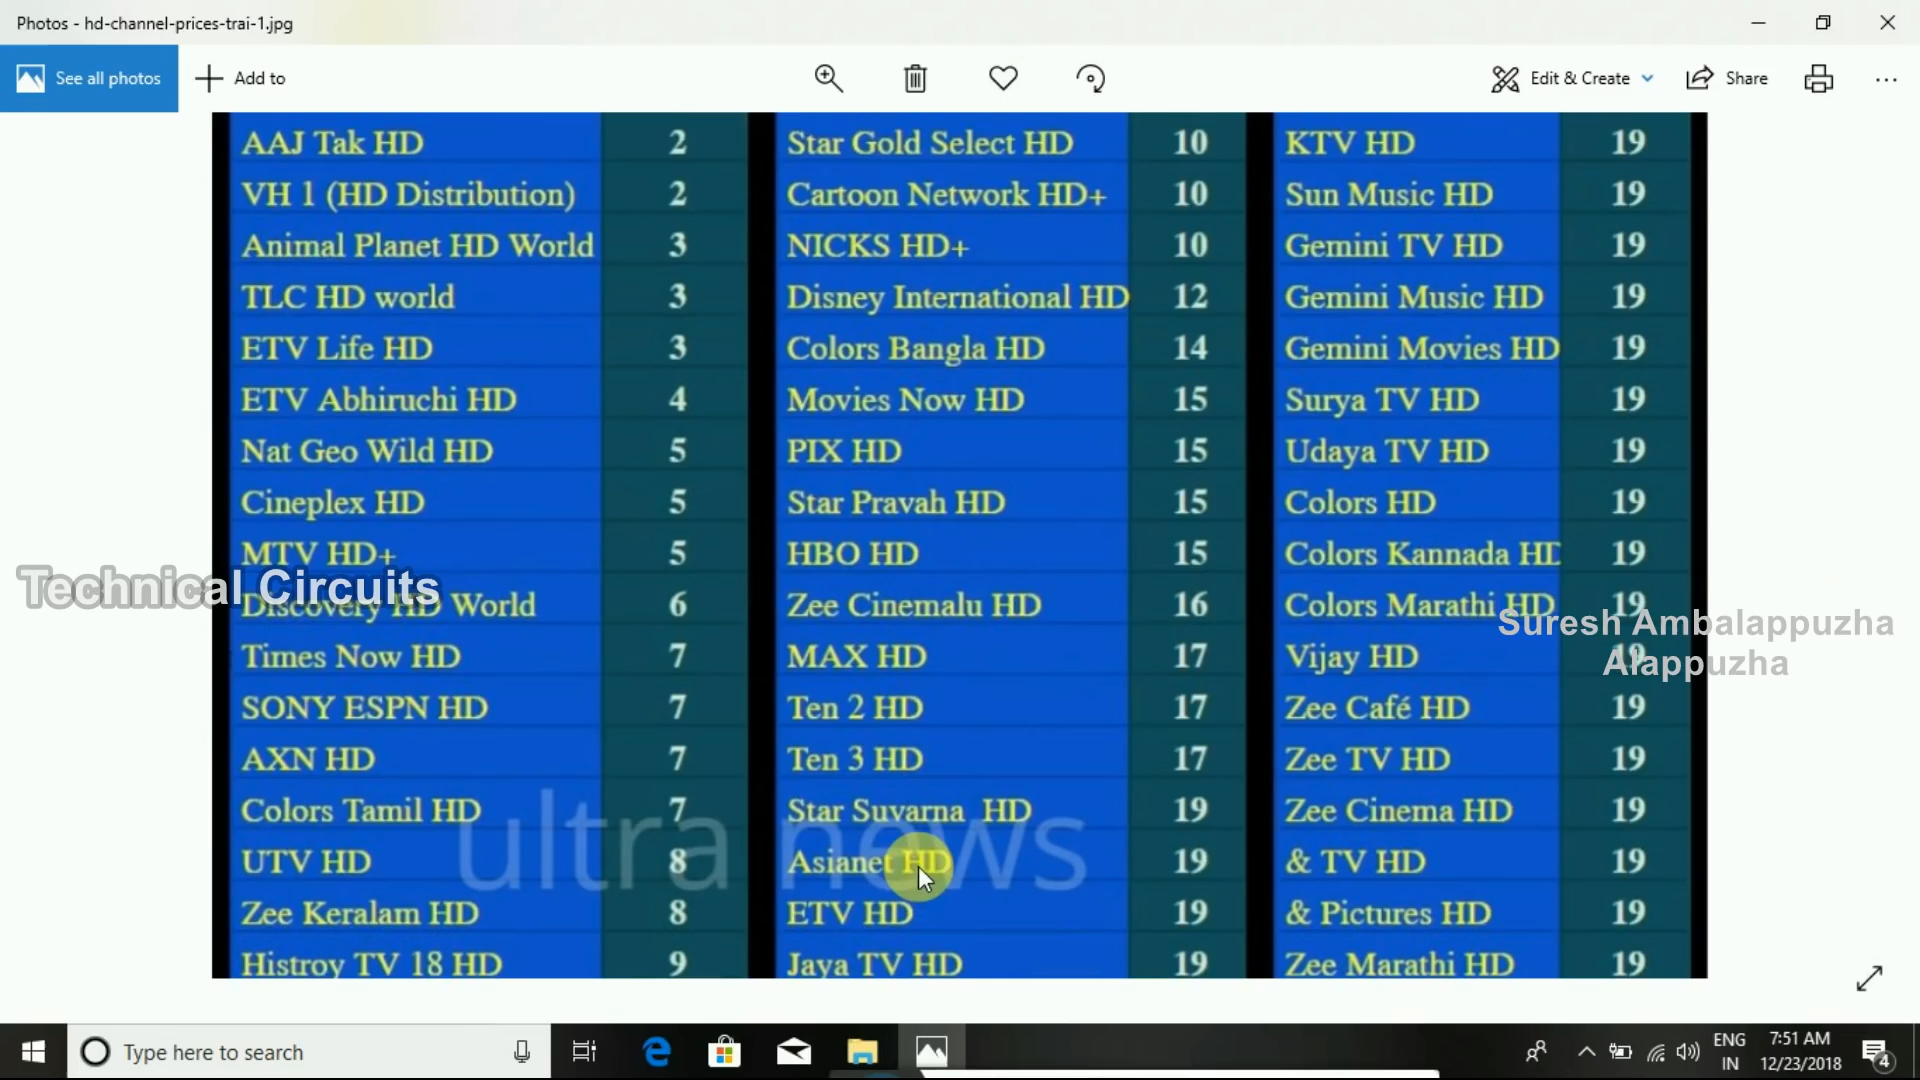 Photos - hd-channel-prices-trai-1.jpg
See all photos
Add to
Edit & Create
Share
AAJ Tak HD 2 Star Gold Select HD 10 KTV HD 19
VH 1 (HD Distribution) 2 Cartoon Network HD+ 10 Sun Music HD 19
Animal Planet HD World 3 NICKS HD+ 10 Gemini TV HD 19
TLC HD world 3 Disney International HD 12 Gemini Music HD 19
ETV Life HD 3 Colors Bangla HD 14 Gemini Movies HD 19
ETV Abhiruchi HD 4 Movies Now HD 15 Surya TV HD 19
Nat Geo Wild HD 5 PIX HD 15 Udaya TV HD 19
Cineplex HD 5 Star Pravah HD 15 Colors HD 19
MTV HD+ 5 HBO HD 15 Colors Kannada HD 19
Technical Circuits
Discovery HD World 6 Zee Cinemalu HD 16 Colors Marathi HD 19
Suresh Ambalappuzha
Times Now HD 7 MAX HD 17 Vijay HD 19
Alappuzha
SONY ESPN HD 7 Ten 2 HD 17 Zee Café HD 19
AXN HD 7 Ten 3 HD 17 Zee TV HD 19
Colors Tamil HD 7 Star Suvarna HD 19 Zee Cinema HD 19
ultra news
UTV HD 8 Asianet HD 19 & TV HD 19
Zee Keralam HD 8 ETV HD 19 & Pictures HD 19
Histroy TV 18 HD 9 Jaya TV HD 19 Zee Marathi HD 19
Type here to search
ENG 7:51 AM
IN 12/23/2018 4